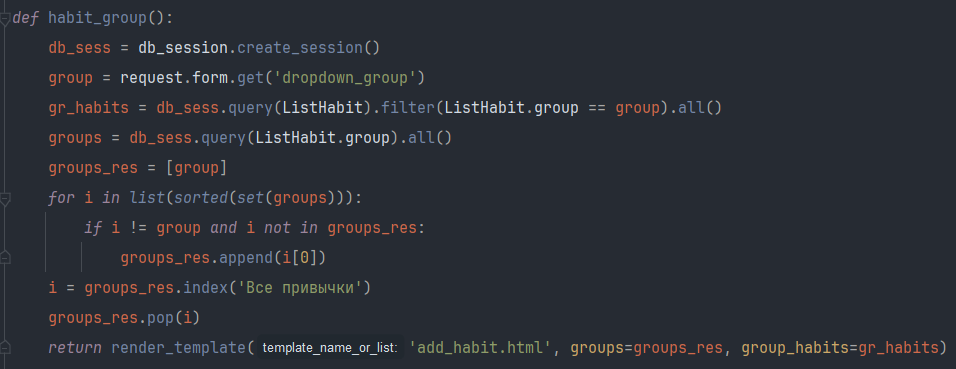 def habit_group():
    db_sess = db_session.create_session()
    group = request.form.get('dropdown_group')
    gr_habits = db_sess.query(ListHabit).filter(ListHabit.group == group).all()
    groups = db_sess.query(ListHabit.group).all()
    groups_res = [group]
    for i in list(sorted(set(groups))):
        if i != group and i not in groups_res:
            groups_res.append(i[0])
    i = groups_res.index('Все привычки')
    groups_res.pop(i)
    return render_template( template_name_or_list: 'add_habit.html', groups=groups_res, group_habits=gr_habits)